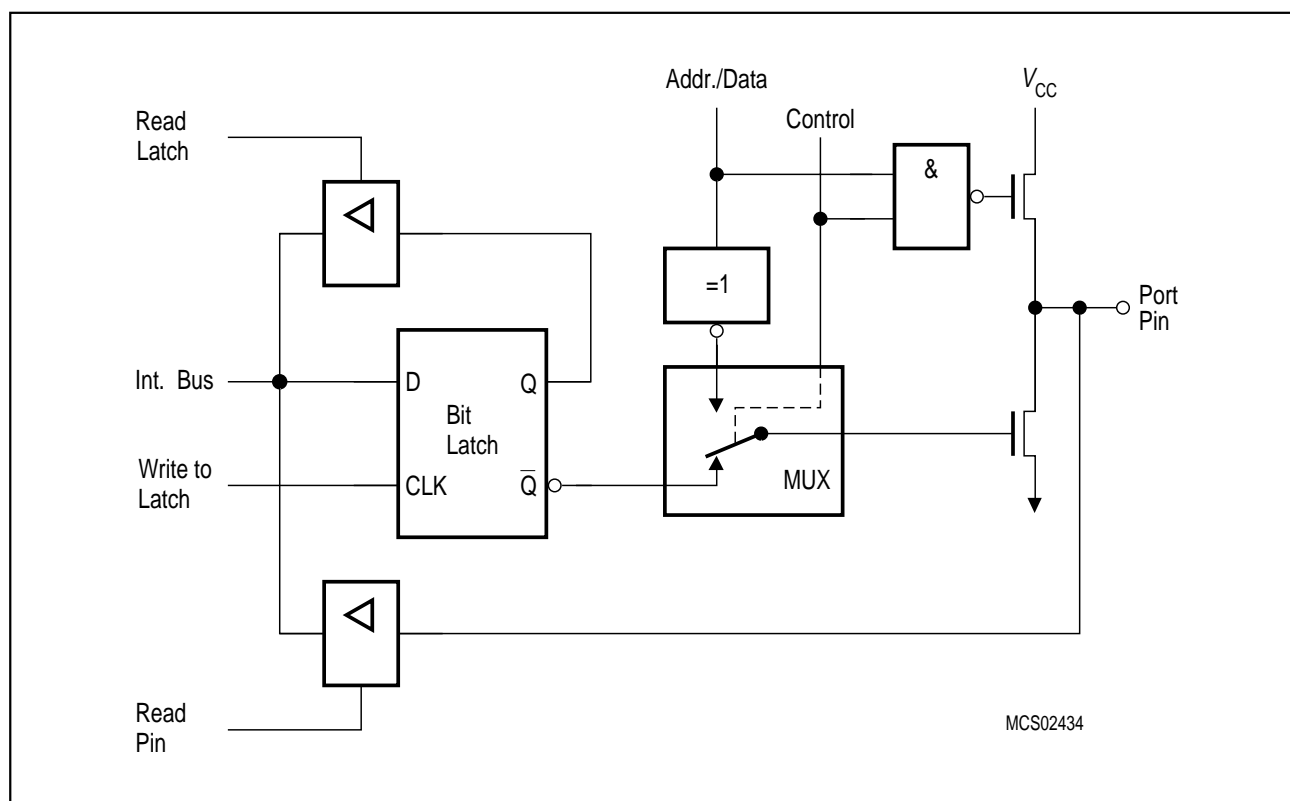 Addr./Data
VCC
Control
Read
Latch
&
=1
Port
Pin
Int. Bus
D
Q
Bit
Latch
Write to
Latch
CLK
Q̅
MUX
Read
Pin
MCS02434